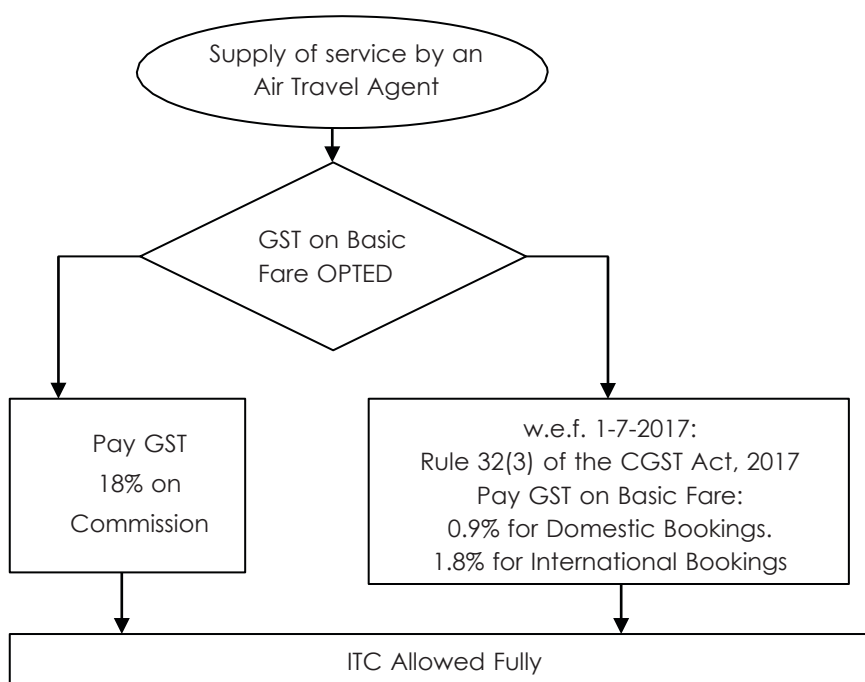 Supply of service by an
Air Travel Agent
GST on Basic
Fare OPTED
Pay GST
18% on
Commission
w.e.f. 1-7-2017:
Rule 32(3) of the CGST Act, 2017
Pay GST on Basic Fare:
0.9% for Domestic Bookings.
1.8% for International Bookings
ITC Allowed Fully